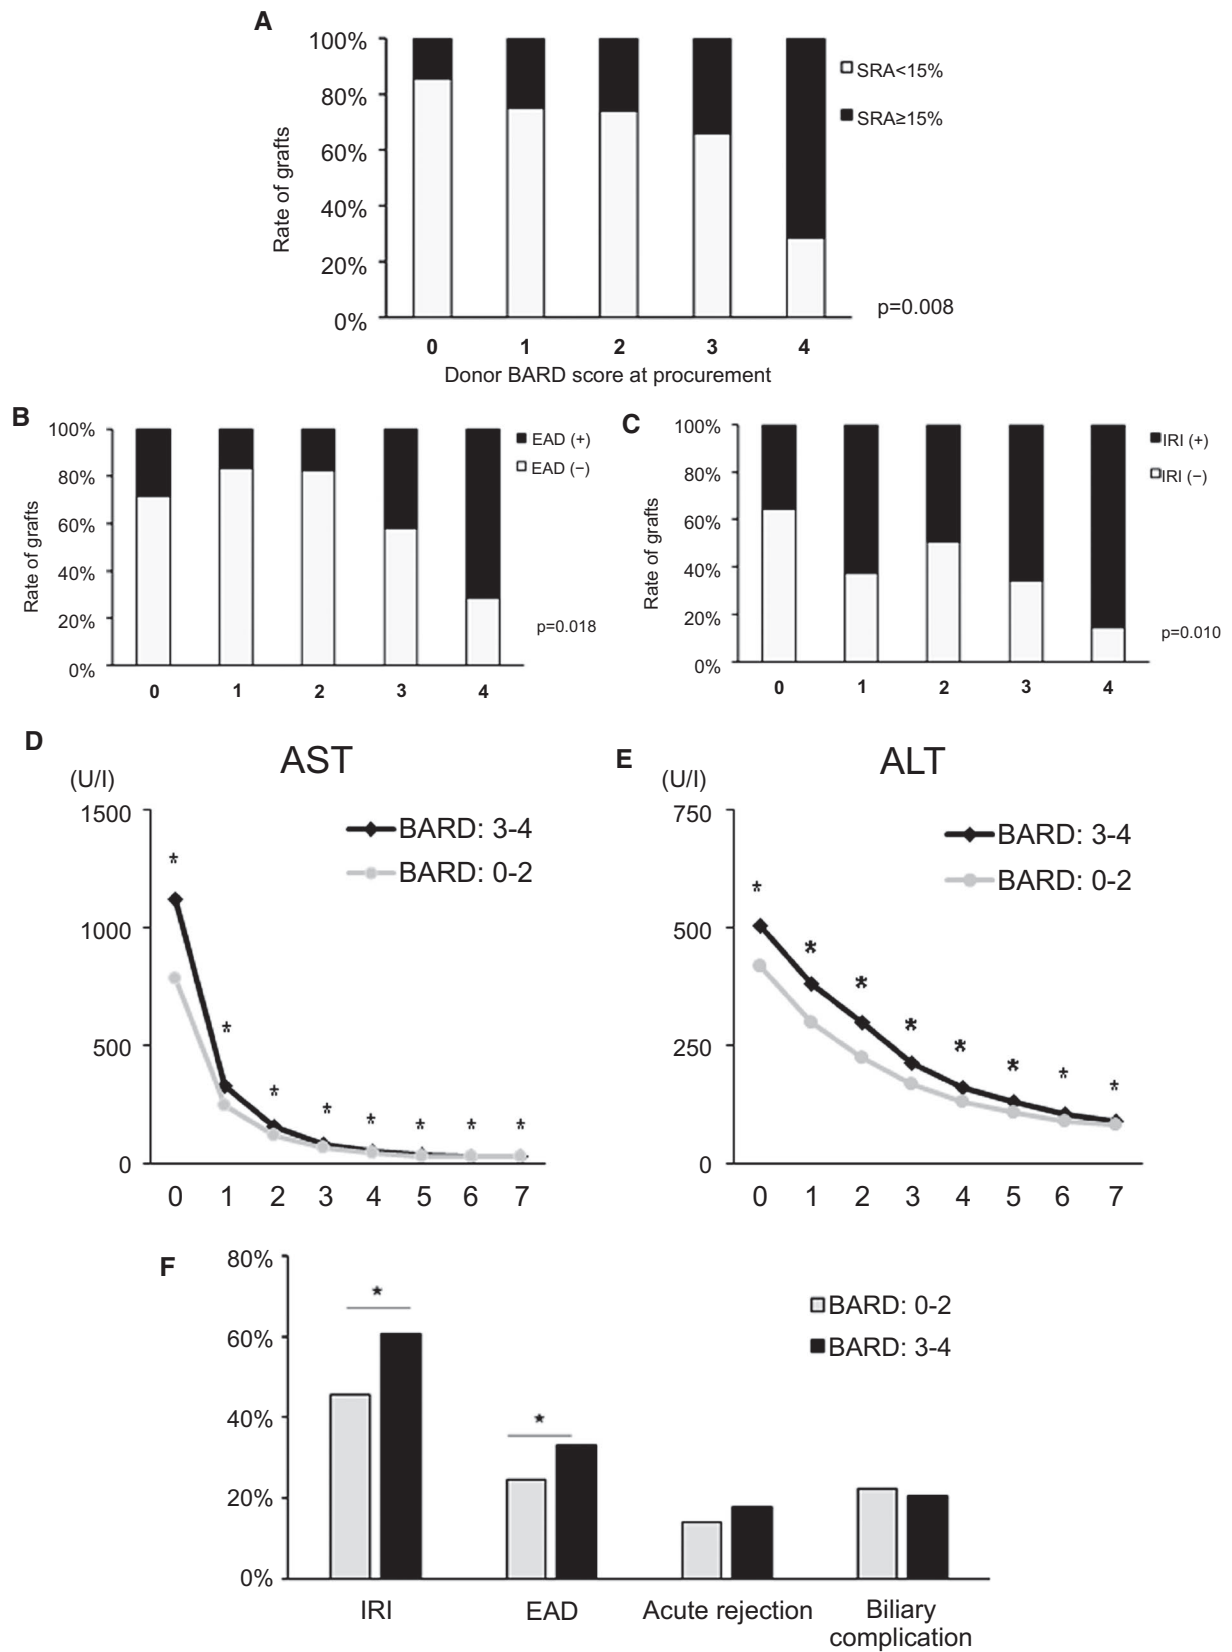 A
100%
80%
60%
40%
20%
0%
Rate of grafts
SRA<15%
SRA≥15%
p=0.008
0 1 2 3 4
Donor BARD score at procurement
B
100%
80%
60%
40%
20%
0%
Rate of grafts
EAD (+)
EAD (−)
p=0.018
0 1 2 3 4
C
100%
80%
60%
40%
20%
0%
Rate of grafts
IRI (+)
IRI (−)
p=0.010
0 1 2 3 4
D
AST
(U/l)
1500
1000
500
0
BARD: 3-4
BARD: 0-2
* * * * * * * *
0 1 2 3 4 5 6 7
E
ALT
(U/l)
750
500
250
0
BARD: 3-4
BARD: 0-2
* * * * * * * *
0 1 2 3 4 5 6 7
F
80%
60%
40%
20%
0%
*
*
BARD: 0-2
BARD: 3-4
IRI EAD Acute rejection Biliary
complication